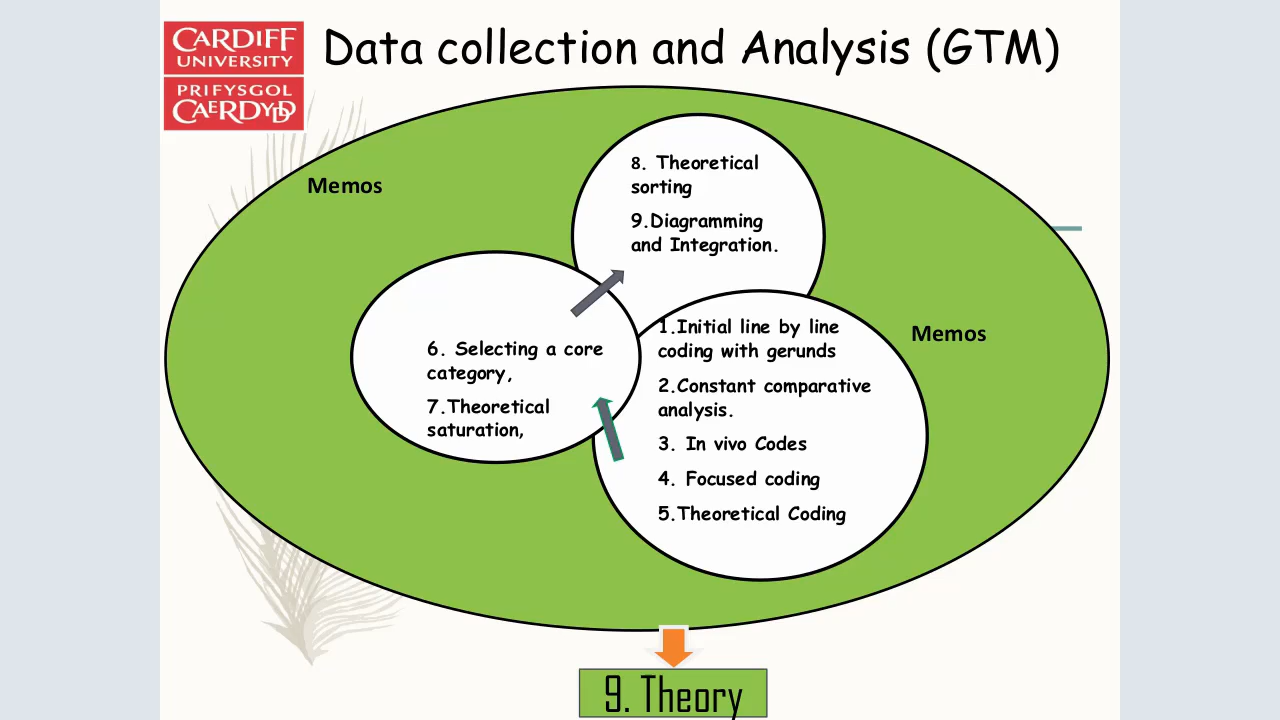 CARDIFF
UNIVERSITY
PRIFYSGOL
CAERDYDD
Data collection and Analysis (GTM)
Memos
8. Theoretical
sorting
9.Diagramming
and Integration.
Memos
6. Selecting a core
category,
7.Theoretical
saturation,
1.Initial line by line
coding with gerunds
2.Constant comparative
analysis.
3. In vivo Codes
4. Focused coding
5.Theoretical Coding
9. Theory